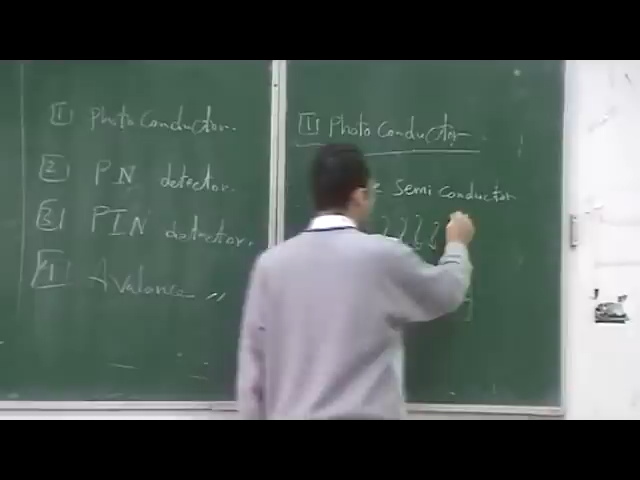 [1] Photo Conductor.
[2] PN detector.
[3] PIN detector.
[4] Avalance 〃
[1] Photo Conductor
Semi conductor